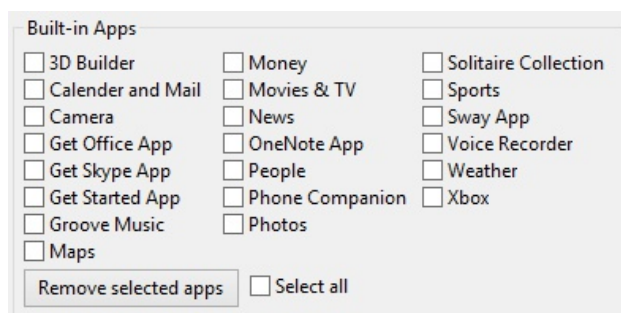 Built-in Apps
3D Builder
Calender and Mail
Camera
Get Office App
Get Skype App
Get Started App
Groove Music
Maps
Money
Movies & TV
News
OneNote App
People
Phone Companion
Photos
Solitaire Collection
Sports
Sway App
Voice Recorder
Weather
Xbox
Remove selected apps
Select all